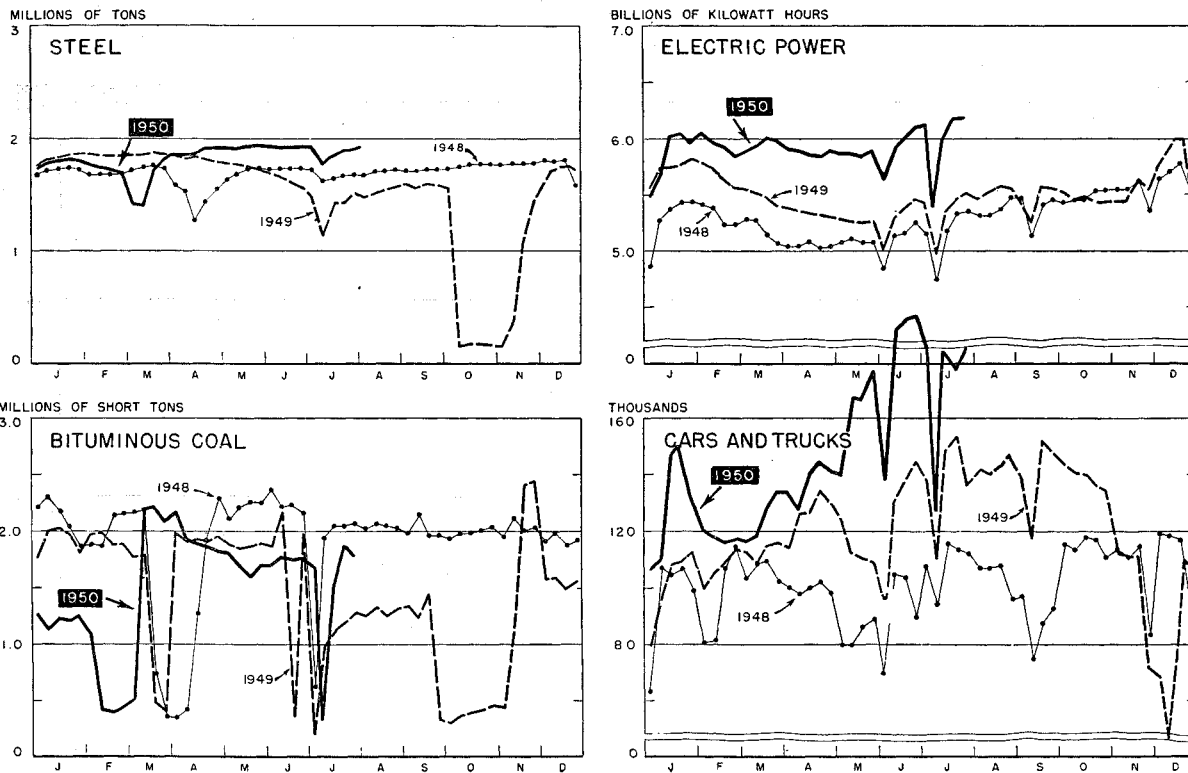 MILLIONS OF TONS
3
STEEL
1950
2
1948
1949
1
0
J F M A M J J A S O N D
BILLIONS OF KILOWATT HOURS
7.0
ELECTRIC POWER
1950
6.0
1949
1948
5.0
0
J F M A M J J A S O N D
MILLIONS OF SHORT TONS
3.0
BITUMINOUS COAL
1948
2.0
1950
1.0
1949
0
J F M A M J J A S O N D
THOUSANDS
160
CARS AND TRUCKS
1950
120
1949
1948
80
0
J F M A M J J A S O N D